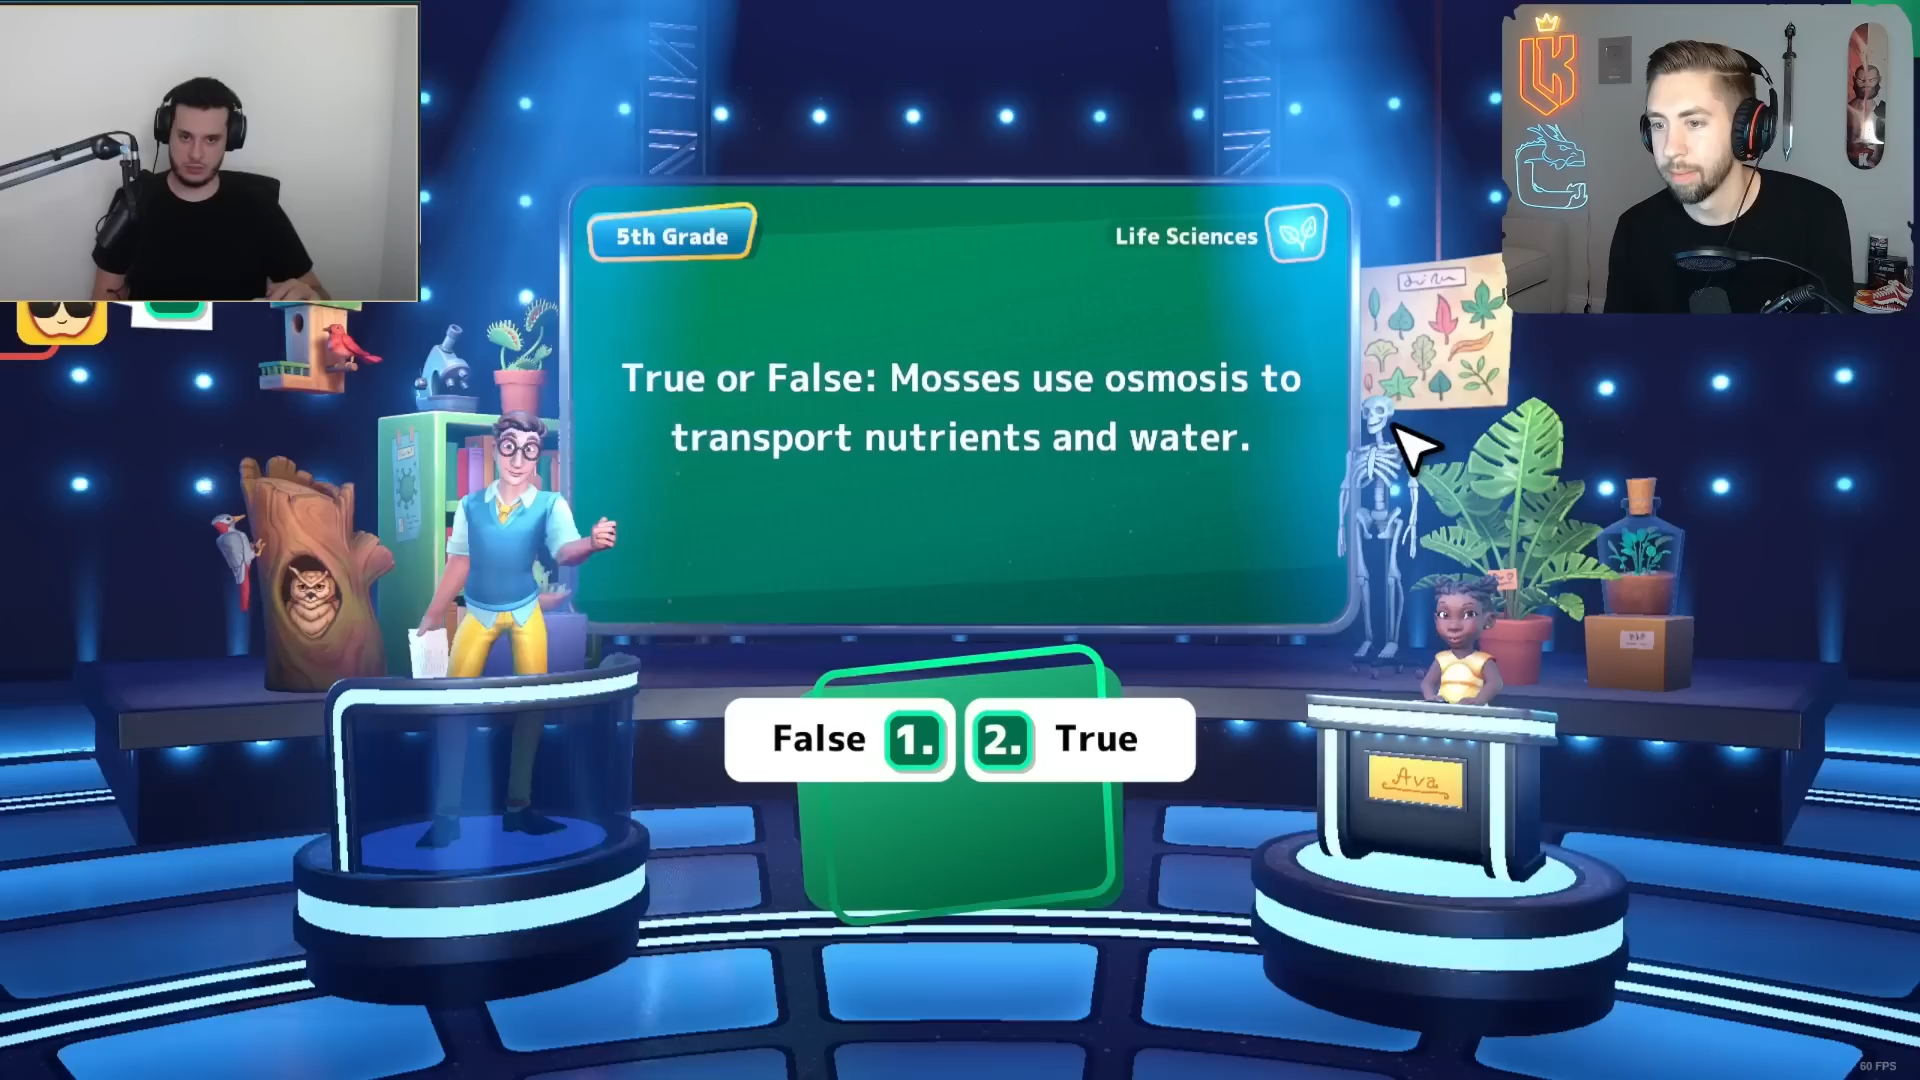 5th Grade
Life Sciences
True or False: Mosses use osmosis to
transport nutrients and water.
False 1.
2. True
Ava
60 FPS